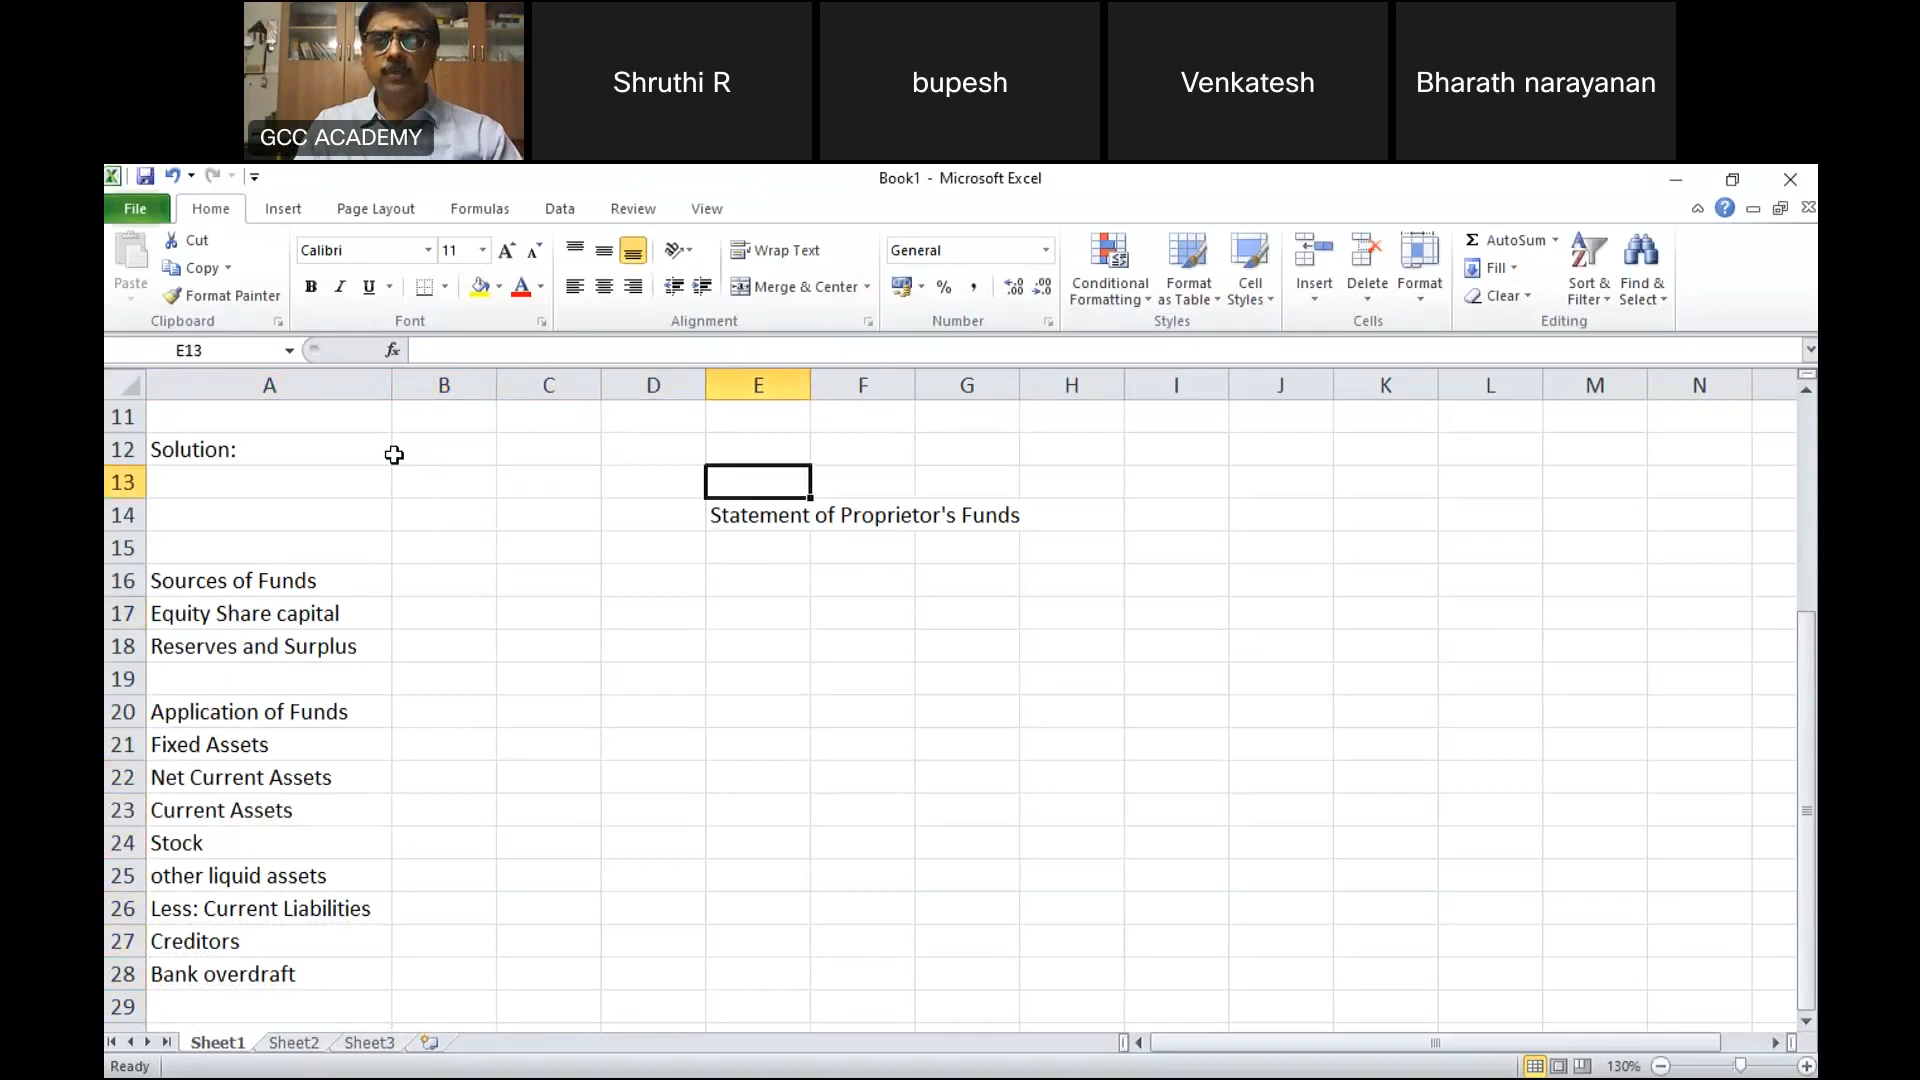 GCC ACADEMY
Shruthi R
bupesh
Venkatesh
Bharath narayanan
Book1 - Microsoft Excel
File Home Insert Page Layout Formulas Data Review View
Paste
Cut
Copy
Format Painter
Clipboard
Calibri 11
B I U
Font
Wrap Text
Merge & Center
Alignment
General
% ,
Number
Conditional Formatting
Format as Table
Cell Styles
Styles
Insert
Delete
Format
Cells
Σ AutoSum
Fill
Clear
Sort & Filter
Find & Select
Editing
E13 fx
A B C D E F G H I J K L M N
11
12 Solution:
13
14 Statement of Proprietor's Funds
15
16 Sources of Funds
17 Equity Share capital
18 Reserves and Surplus
19
20 Application of Funds
21 Fixed Assets
22 Net Current Assets
23 Current Assets
24 Stock
25 other liquid assets
26 Less: Current Liabilities
27 Creditors
28 Bank overdraft
29
Sheet1 Sheet2 Sheet3
Ready 130%